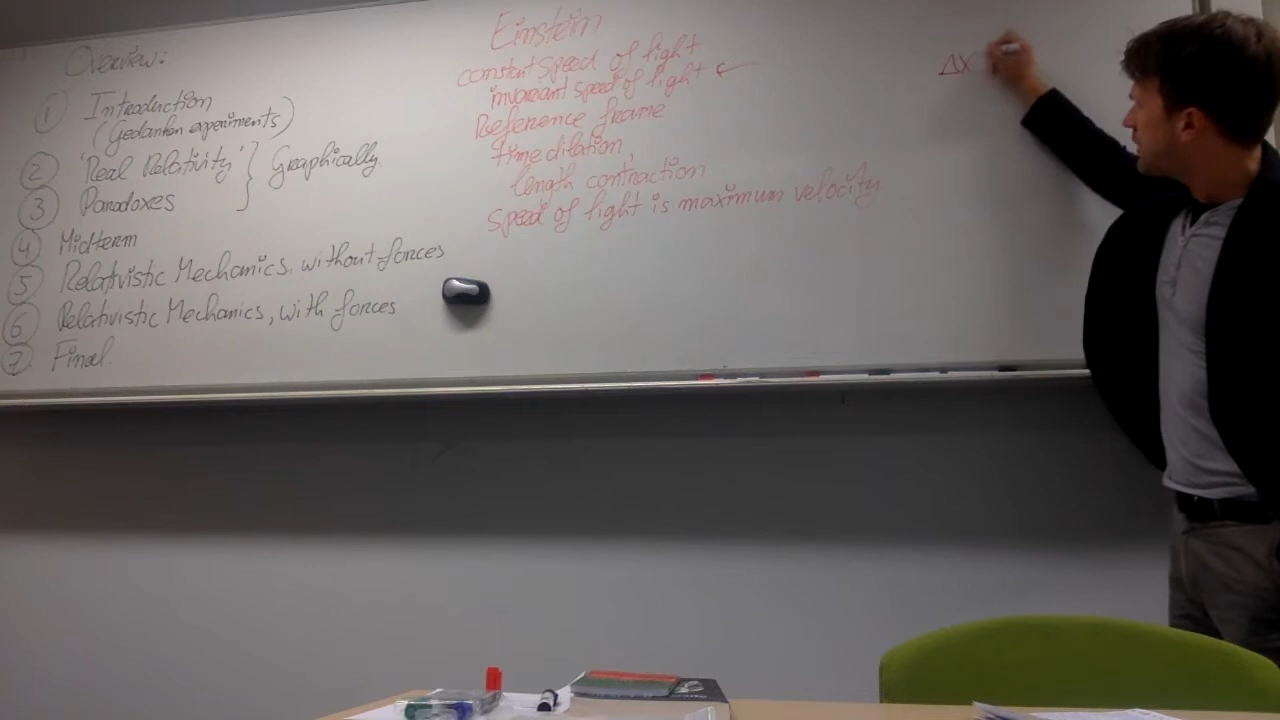 Overview:
1 Introduction
(Gedanken experiments)
2 'Real Relativity' } Graphically.
3 Paradoxes
4 Midterm
5 Relativistic Mechanics, without forces
6 Relativistic Mechanics, with forces
7 Final.
Einstein
constant speed of light
invariant speed of light ←
Reference frame
time dilation,
length contraction
speed of light is maximum velocity
Δx